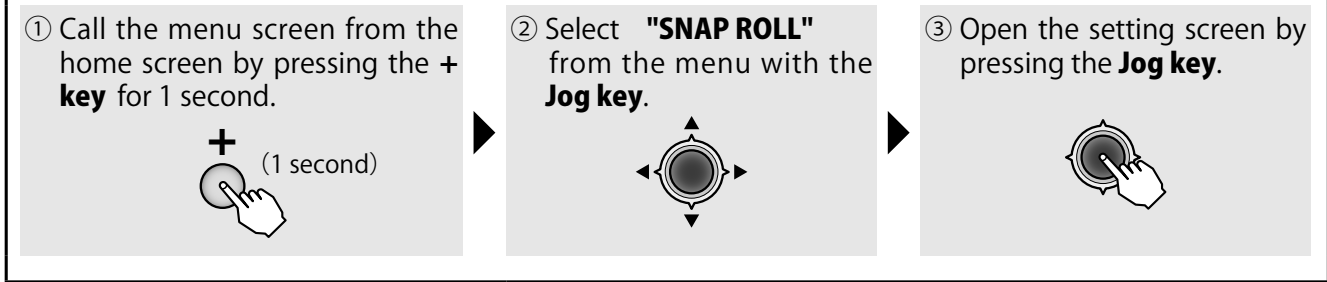 ① Call the menu screen from the
home screen by pressing the +
key for 1 second.
+
(1 second)
② Select "SNAP ROLL"
from the menu with the
Jog key.
③ Open the setting screen by
pressing the Jog key.